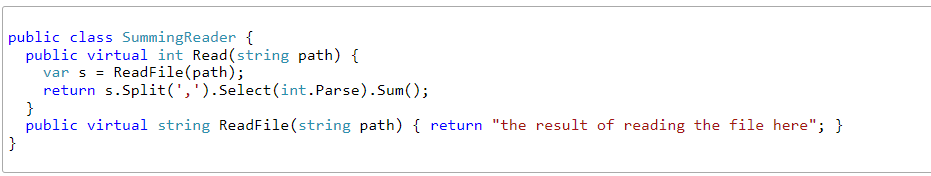 public class SummingReader {
  public virtual int Read(string path) {
    var s = ReadFile(path);
    return s.Split(',').Select(int.Parse).Sum();
  }
  public virtual string ReadFile(string path) { return "the result of reading the file here"; }
}